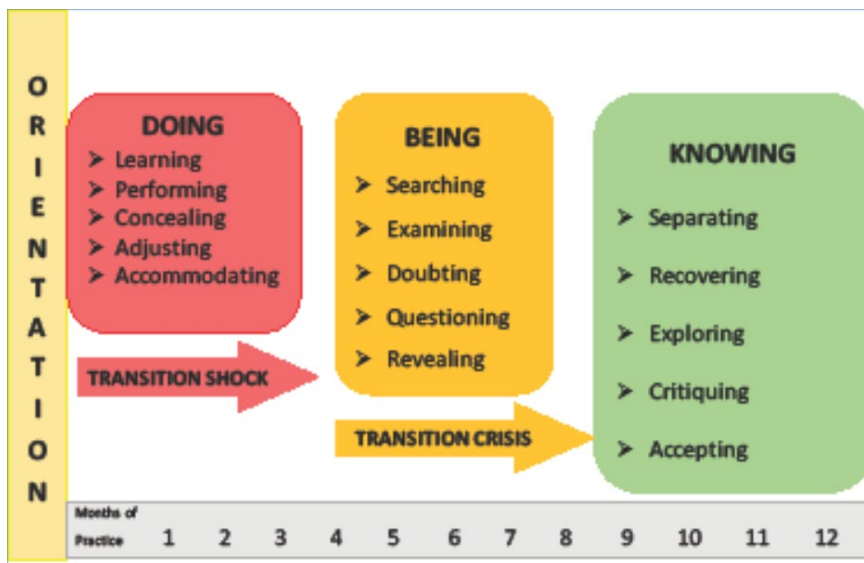 ORIENTATION
DOING
➤ Learning
➤ Performing
➤ Concealing
➤ Adjusting
➤ Accommodating
TRANSITION SHOCK
BEING
➤ Searching
➤ Examining
➤ Doubting
➤ Questioning
➤ Revealing
TRANSITION CRISIS
KNOWING
➤ Separating
➤ Recovering
➤ Exploring
➤ Critiquing
➤ Accepting
Months of
Practice 1 2 3 4 5 6 7 8 9 10 11 12